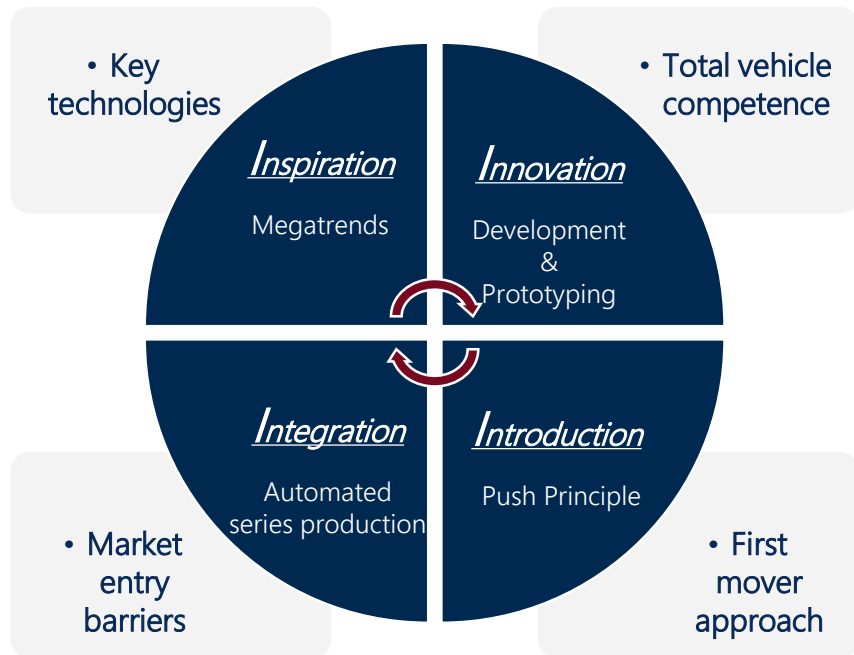 • Key
technologies
• Total vehicle
competence
Inspiration
Megatrends
Innovation
Development
&
Prototyping
Integration
Automated
series production
Introduction
Push Principle
• Market
entry
barriers
• First
mover
approach